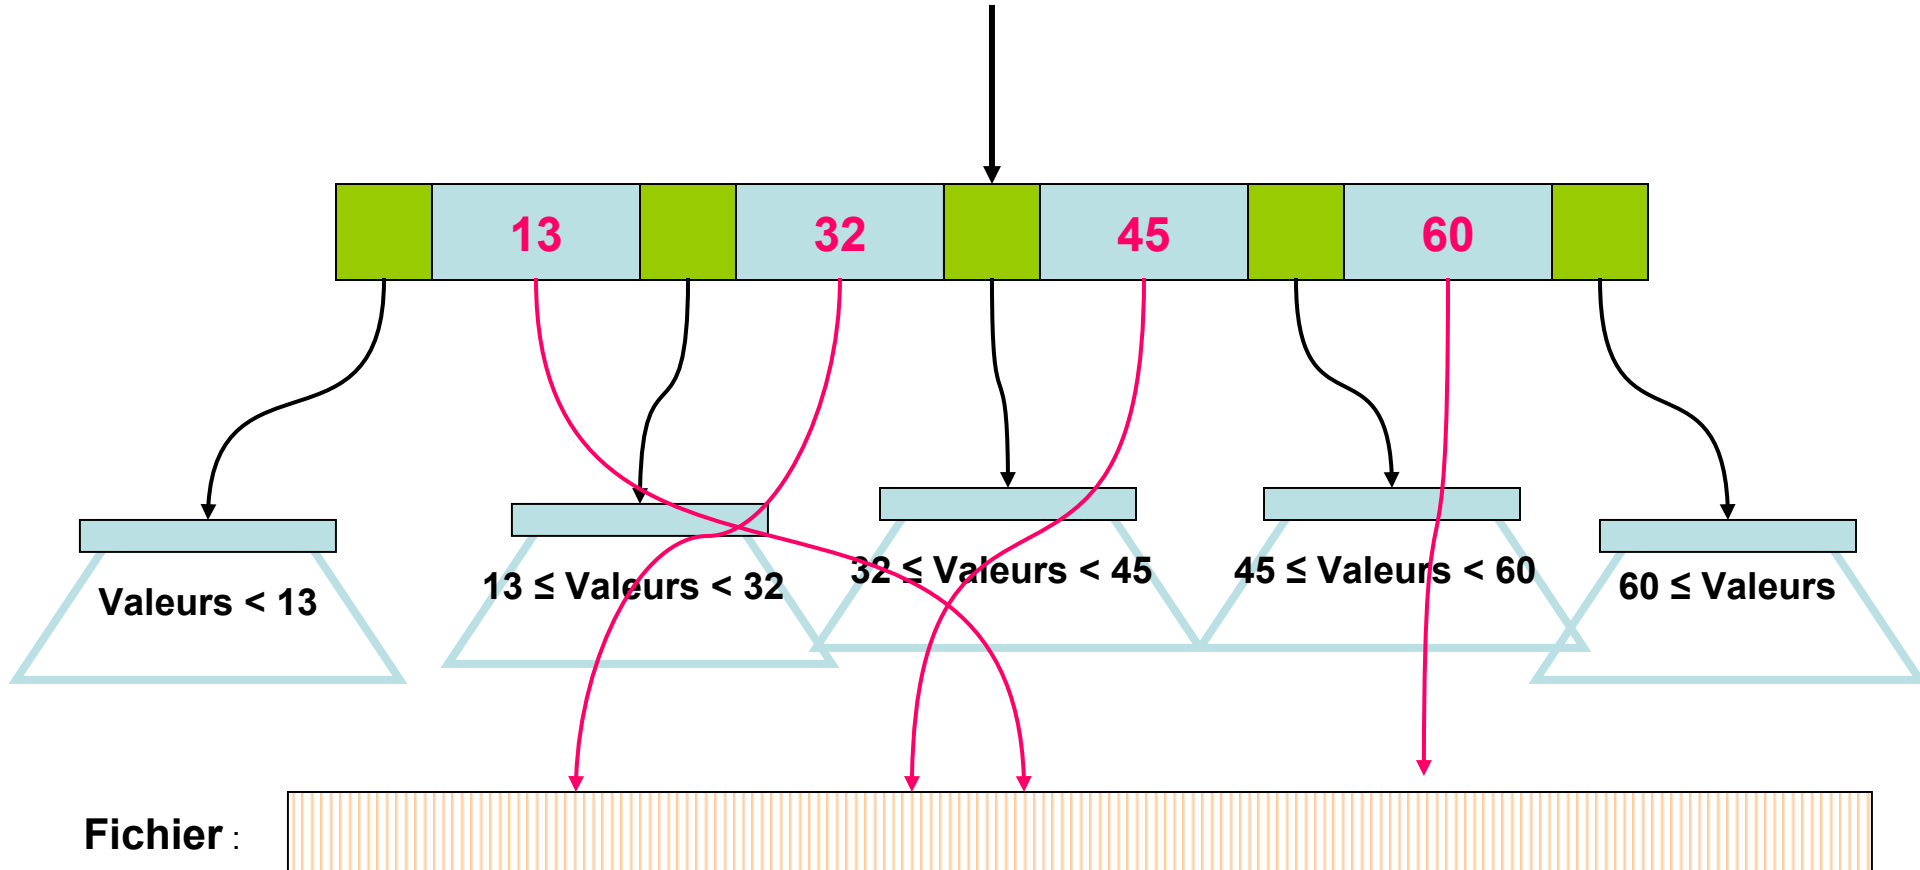 13 32 45 60
Valeurs < 13
13 ≤ Valeurs < 32
32 ≤ Valeurs < 45
45 ≤ Valeurs < 60
60 ≤ Valeurs
Fichier :